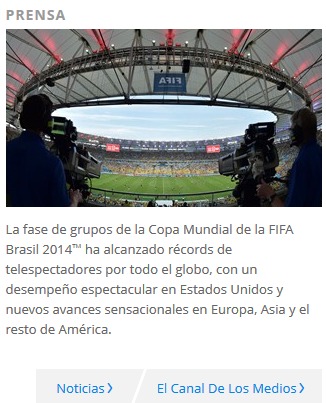 PRENSA
FIFA
La fase de grupos de la Copa Mundial de la FIFA
Brasil 2014™ ha alcanzado récords de
telespectadores por todo el globo, con un
desempeño espectacular en Estados Unidos y
nuevos avances sensacionales en Europa, Asia y el
resto de América.
Noticias ›
El Canal De Los Medios ›